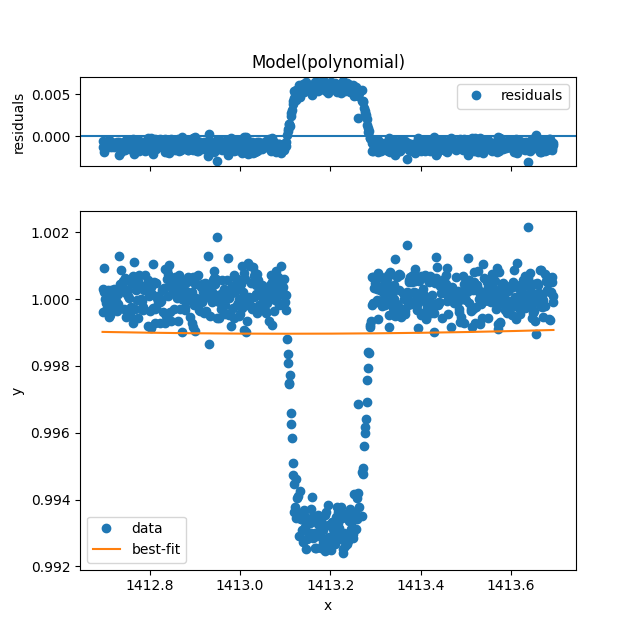 Model(polynomial)
residuals
0.005
0.000
residuals
y
1.002
1.000
0.998
0.996
0.994
0.992
data
best-fit
1412.8 1413.0 1413.2 1413.4 1413.6
x